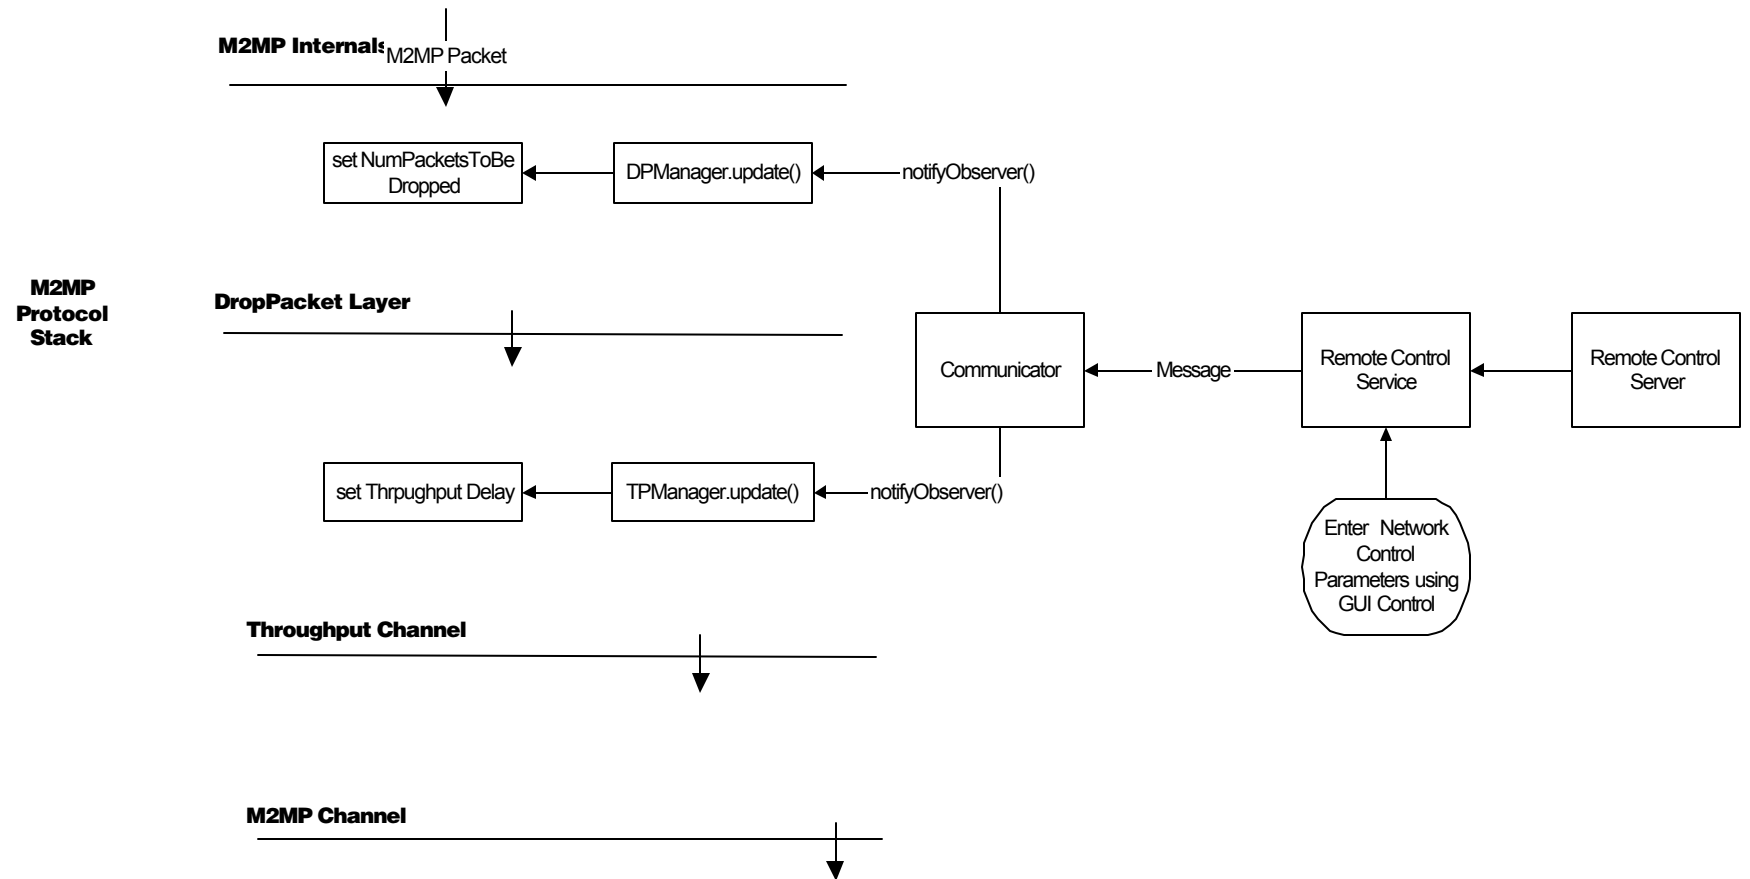 M2MP Internals
M2MP Packet
set NumPacketsToBe
Dropped
DPManager.update()
notifyObserver()
M2MP
Protocol
Stack
DropPacket Layer
Communicator
Message
Remote Control
Service
Remote Control
Server
set Thrpughput Delay
TPManager.update()
notifyObserver()
Enter Network
Control
Parameters using
GUI Control
Throughput Channel
M2MP Channel